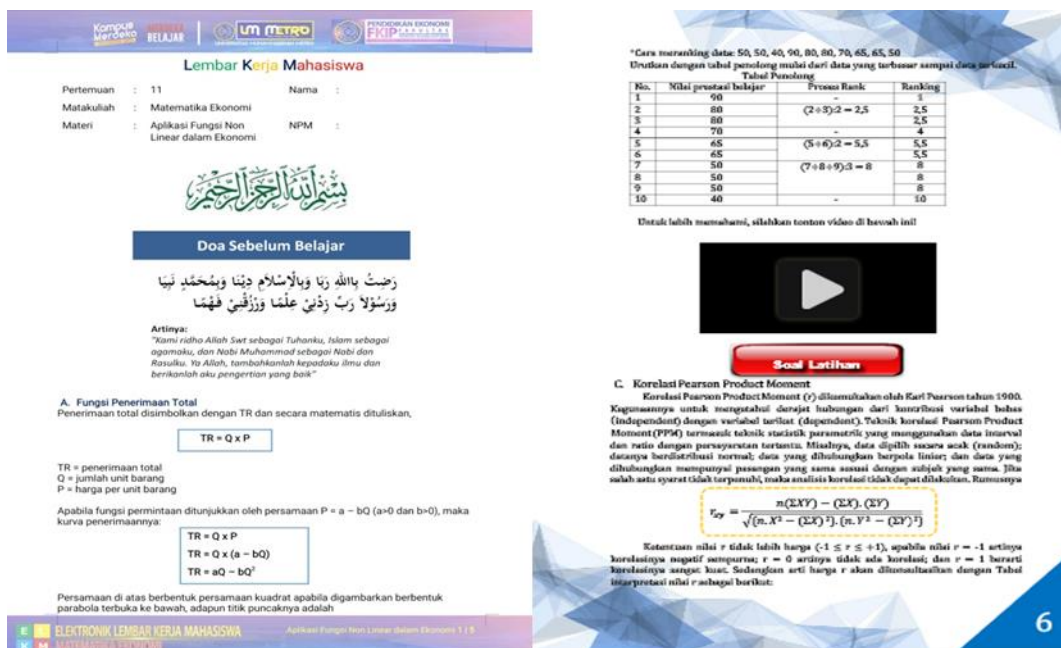 Kampus
Merdeka
MERDEKA
BELAJAR
UM METRO
PENDIDIKAN EKONOMI
FKIP
Lembar Kerja Mahasiswa
Pertemuan : 11 Nama :
Matakuliah : Matematika Ekonomi
Materi : Aplikasi Fungsi Non NPM :
Linear dalam Ekonomi
بِسْمِ اللَّهِ الرَّحْمَنِ الرَّحِيمِ
Doa Sebelum Belajar
رَضِتُ بِااللهِ رَبَا وَبِالْاِسْلاَمِ دِيْنَا وَبِمُحَمَّدٍ نَبِيَا
وَرَسُوْلاَ رَبِّ زِدْنِيْ عِلْمًا وَرْزُقْنِيْ فَهْمًا
Artinya:
"Kami ridho Allah Swt sebagai Tuhanku, Islam sebagai
agamaku, dan Nabi Muhammad sebagai Nabi dan
Rasulku. Ya Allah, tambahkanlah kepadaku ilmu dan
berikanlah aku pengertian yang baik"
A. Fungsi Penerimaan Total
Penerimaan total disimbolkan dengan TR dan secara matematis dituliskan,
TR = Q x P
TR = penerimaan total
Q = jumlah unit barang
P = harga per unit barang
Apabila fungsi permintaan ditunjukkan oleh persamaan P = a – bQ (a>0 dan b>0), maka
kurva penerimaannya:
TR = Q x P
TR = Q x (a – bQ)
TR = aQ – bQ²
Persamaan di atas berbentuk persamaan kuadrat apabila digambarkan berbentuk
parabola terbuka ke bawah, adapun titik puncaknya adalah
E L ELEKTRONIK LEMBAR KERJA MAHASISWA Aplikasi Fungsi Non Linear dalam Ekonomi 1 | 5
K M MATEMATIKA EKONOMI
*Cara meranking data: 50, 50, 40, 90, 80, 80, 70, 65, 65, 50
Urutkan dengan tabel penolong mulai dari data yang terbesar sampai data terkecil.
Tabel Penolong
No. Nilai prestasi belajar Proses Rank Ranking
1 90 - 1
2 80 (2+3):2 = 2,5 2,5
3 80 2,5
4 70 - 4
5 65 (5+6):2 = 5,5 5,5
6 65 5,5
7 50 (7+8+9):3 = 8 8
8 50 8
9 50 8
10 40 - 10
Untuk lebih memahami, silahkan tonton video di bawah ini!
Soal Latihan
C. Korelasi Pearson Product Moment
Korelasi Pearson Product Moment (r) dikemukakan oleh Karl Pearson tahun 1900.
Kegunaannya untuk mengetahui derajat hubungan dari kontribusi variabel bebas
(independent) dengan variabel terikat (dependent). Teknik korelasi Pearson Product
Moment (PPM) termasuk teknik statistik parametrik yang menggunakan data interval
dan ratio dengan persyaratan tertentu. Misalnya, data dipilih secara acak (random);
datanya berdistribusi normal; data yang dihubungkan berpola linier; dan data yang
dihubungkan mempunyai pasangan yang sama sesuai dengan subjek yang sama. Jika
salah satu syarat tidak terpenuhi, maka analisis korelasi tidak dapat dilakukan. Rumusnya
r_xy = n(ΣXY) − (ΣX). (ΣY) / √{n. X² − (ΣX)²}. {n. Y² − (ΣY)²}
Ketentuan nilai r tidak lebih harga (-1 ≤ r ≤ +1), apabila nilai r = -1 artinya
korelasinya negatif sempurna; r = 0 artinya tidak ada korelasi; dan r = 1 berarti
korelasinya sangat kuat. Sedangkan arti harga r akan dikonsultasikan dengan Tabel
interpretasi nilai r sebagai berikut:
6